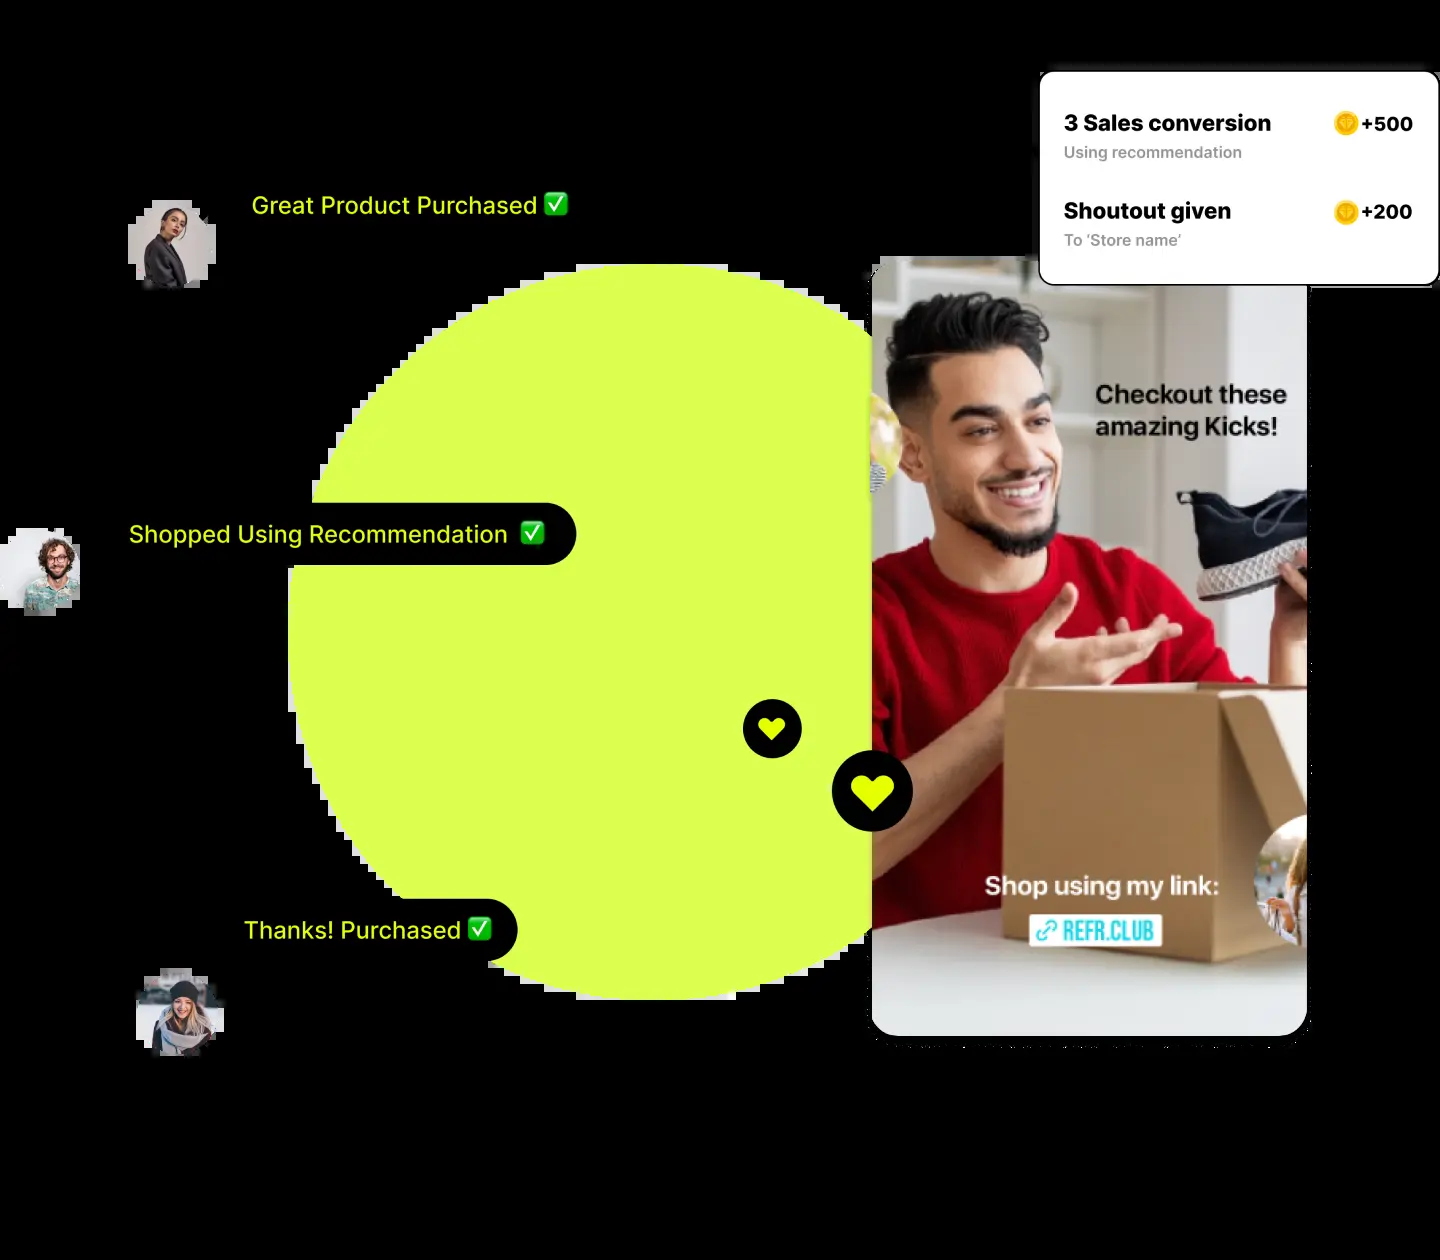 3 Sales conversion
+500
Using recommendation
Shoutout given
+200
To ‘Store name’
Great Product Purchased ✅
Checkout these
amazing Kicks!
Shopped Using Recommendation ✅
Shop using my link:
REFR.CLUB
Thanks! Purchased ✅